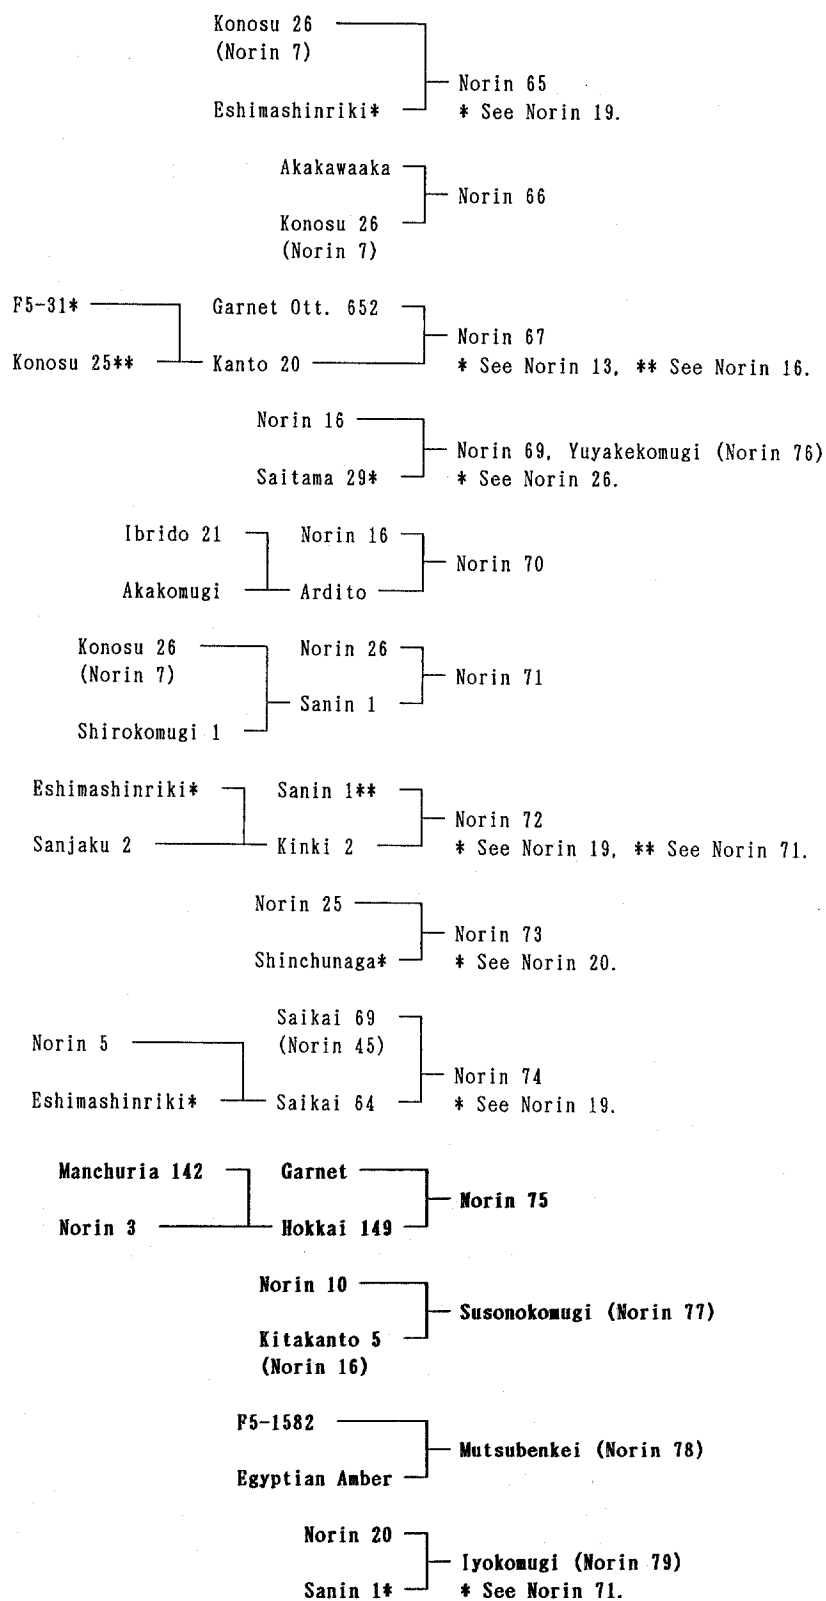 Konosu 26
(Norin 7)
Norin 65
Eshimashinriki*
* See Norin 19.
Akakawaaka
Norin 66
Konosu 26
(Norin 7)
F5-31*
Garnet Ott. 652
Norin 67
Konosu 25**
Kanto 20
* See Norin 13, ** See Norin 16.
Norin 16
Norin 69, Yuyakekomugi (Norin 76)
Saitama 29*
* See Norin 26.
Ibrido 21
Norin 16
Norin 70
Akakomugi
Ardito
Konosu 26
(Norin 7)
Norin 26
Norin 71
Sanin 1
Shirokomugi 1
Eshimashinriki*
Sanin 1**
Norin 72
Sanjaku 2
Kinki 2
* See Norin 19, ** See Norin 71.
Norin 25
Norin 73
Shinchunaga*
* See Norin 20.
Saikai 69
(Norin 45)
Norin 5
Norin 74
Eshimashinriki*
Saikai 64
* See Norin 19.
Manchuria 142
Garnet
Norin 75
Norin 3
Hokkai 149
Norin 10
Susonokomugi (Norin 77)
Kitakanto 5
(Norin 16)
F5-1582
Mutsubenkei (Norin 78)
Egyptian Amber
Norin 20
Iyokomugi (Norin 79)
Sanin 1*
* See Norin 71.